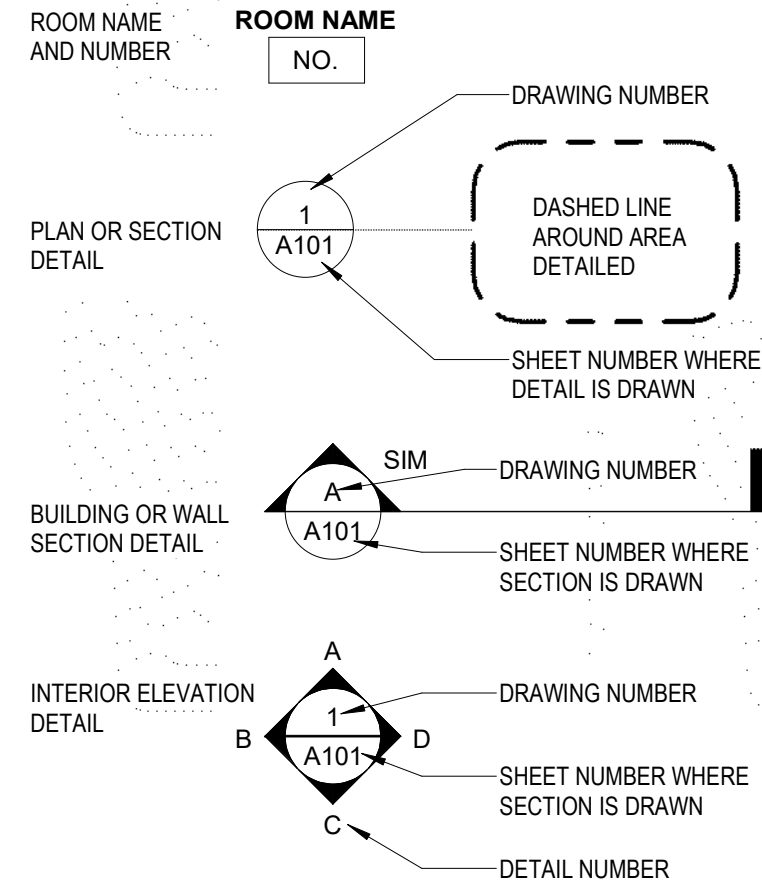 ROOM NAME
AND NUMBER
ROOM NAME
NO.
DRAWING NUMBER
PLAN OR SECTION
DETAIL
1
A101
DASHED LINE
AROUND AREA
DETAILED
SHEET NUMBER WHERE
DETAIL IS DRAWN
BUILDING OR WALL
SECTION DETAIL
A
A101
SIM
DRAWING NUMBER
SHEET NUMBER WHERE
SECTION IS DRAWN
INTERIOR ELEVATION
DETAIL
A
B
1
A101
D
C
DRAWING NUMBER
SHEET NUMBER WHERE
SECTION IS DRAWN
DETAIL NUMBER